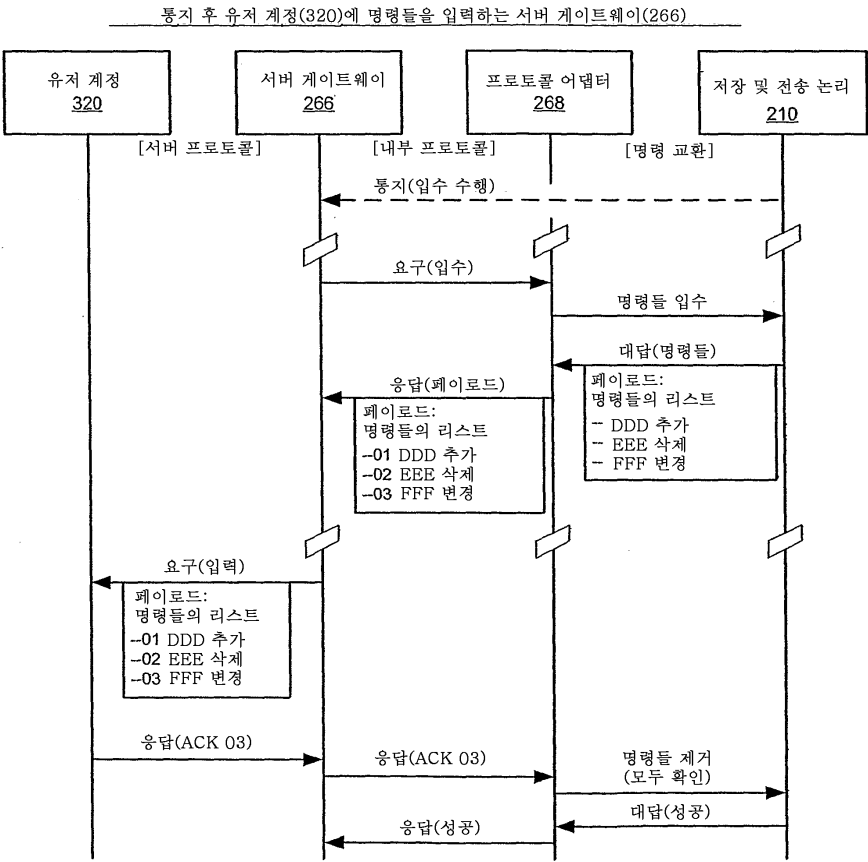 통지 후 유저 계정(320)에 명령들을 입력하는 서버 게이트웨이(266)
유저 계정
320
서버 게이트웨이
266
프로토콜 어댑터
268
저장 및 전송 논리
210
[서버 프로토콜]
[내부 프로토콜]
[명령 교환]
통지(입수 수행)
요구(입수)
명령들 입수
대답(명령들)
페이로드:
명령들의 리스트
-- DDD 추가
-- EEE 삭제
-- FFF 변경
응답(페이로드)
페이로드:
명령들의 리스트
--01 DDD 추가
--02 EEE 삭제
--03 FFF 변경
요구(입력)
페이로드:
명령들의 리스트
--01 DDD 추가
--02 EEE 삭제
--03 FFF 변경
응답(ACK 03)
응답(ACK 03)
명령들 제거
(모두 확인)
대답(성공)
응답(성공)